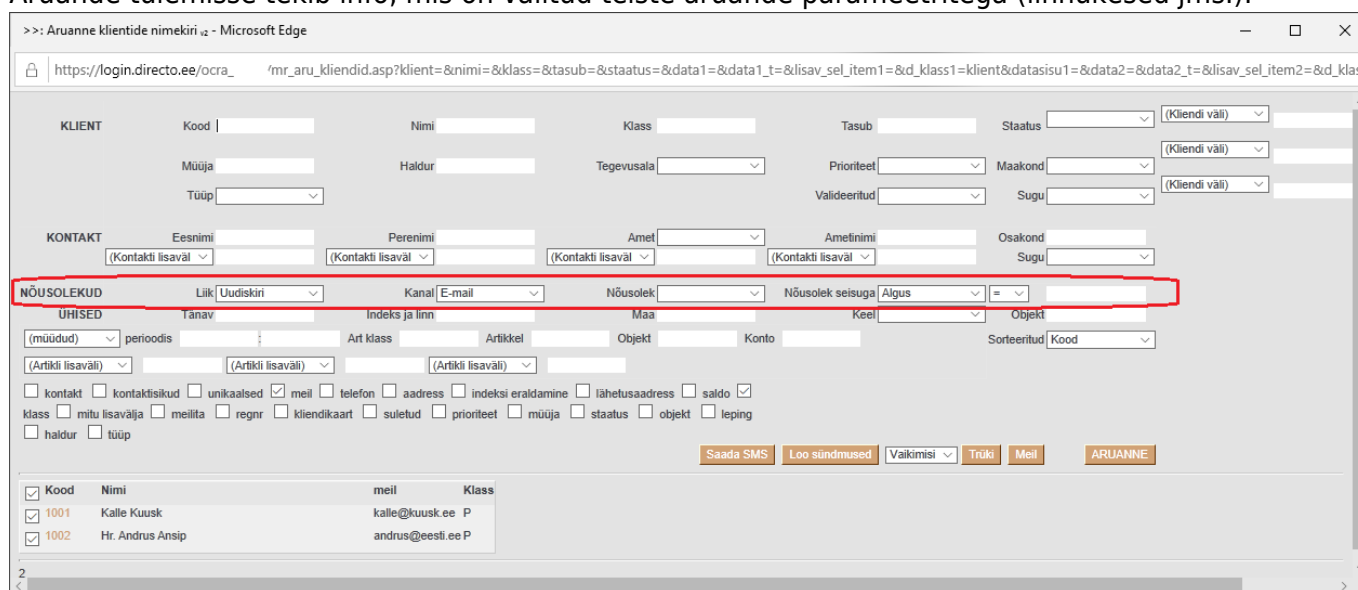 Aruande tulemisse tekib info, mis on valitud teiste aruande parameetritega (linnukesed jms.).
>>: Aruanne klientide nimekiri v2 - Microsoft Edge
https://login.directo.ee/ocra_ /mr_aru_kliendid.asp?klient=&nimi=&klass=&tasub=&staatus=&data1=&data1_t=&lisav_sel_item1=&d_klass1=klient&datasisu1=&data2=&data2_t=&lisav_sel_item2=&d_klas
KLIENT Kood Nimi Klass Tasub Staatus (Kliendi väli)
(Kliendi väli)
Müüja Haldur Tegevusala Prioriteet Maakond
Tüüp Valideeritud Sugu (Kliendi väli)
KONTAKT Eesnimi Perenimi Amet Ametinimi Osakond
(Kontakti lisaväl (Kontakti lisaväl (Kontakti lisaväl (Kontakti lisaväl Sugu
NÕUSOLEKUD Liik Uudiskiri Kanal E-mail Nõusolek Nõusolek seisuga Algus =
ÜHISED Tänav Indeks ja linn Maa Keel Objekt
(müüdud) perioodis : Art klass Artikkel Objekt Konto Sorteeritud Kood
(Artikli lisaväli) (Artikli lisaväli) (Artikli lisaväli)
kontakt kontaktisikud unikaalsed meil telefon aadress indeksi eraldamine lähetusaadress saldo
klass mitu lisavälja meilita regnr kliendikaart suletud prioriteet müüja staatus objekt leping
haldur tüüp
Saada SMS Loo sündmused Vaikimisi Trüki Meil ARUANNE
Kood Nimi meil Klass
1001 Kalle Kuusk kalle@kuusk.ee P
1002 Hr. Andrus Ansip andrus@eesti.ee P
2